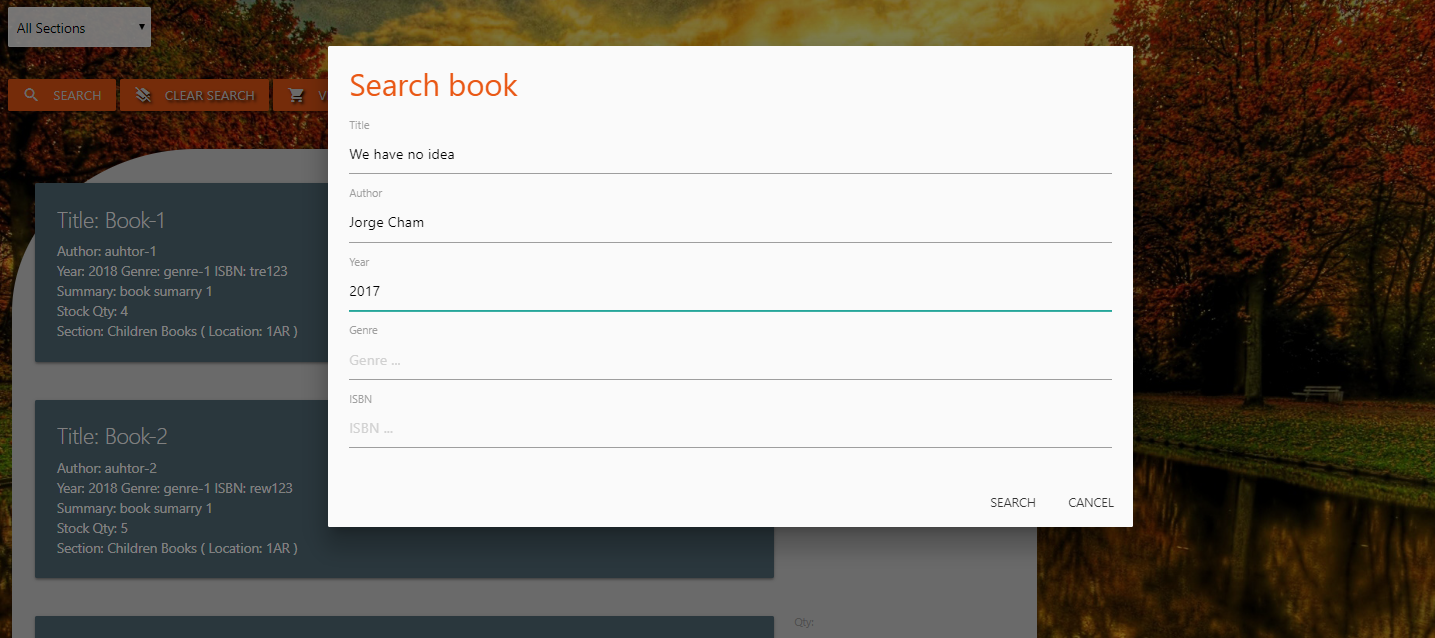 All Sections
SEARCH
CLEAR SEARCH
V
Search book
Title
We have no idea
Author
Jorge Cham
Year
2017
Genre
Genre ...
ISBN
ISBN ...
SEARCH
CANCEL
Title: Book-1
Author: auhtor-1
Year: 2018 Genre: genre-1 ISBN: tre123
Summary: book sumarry 1
Stock Qty: 4
Section: Children Books ( Location: 1AR )
Title: Book-2
Author: auhtor-2
Year: 2018 Genre: genre-1 ISBN: rew123
Summary: book sumarry 1
Stock Qty: 5
Section: Children Books ( Location: 1AR )
Qty: